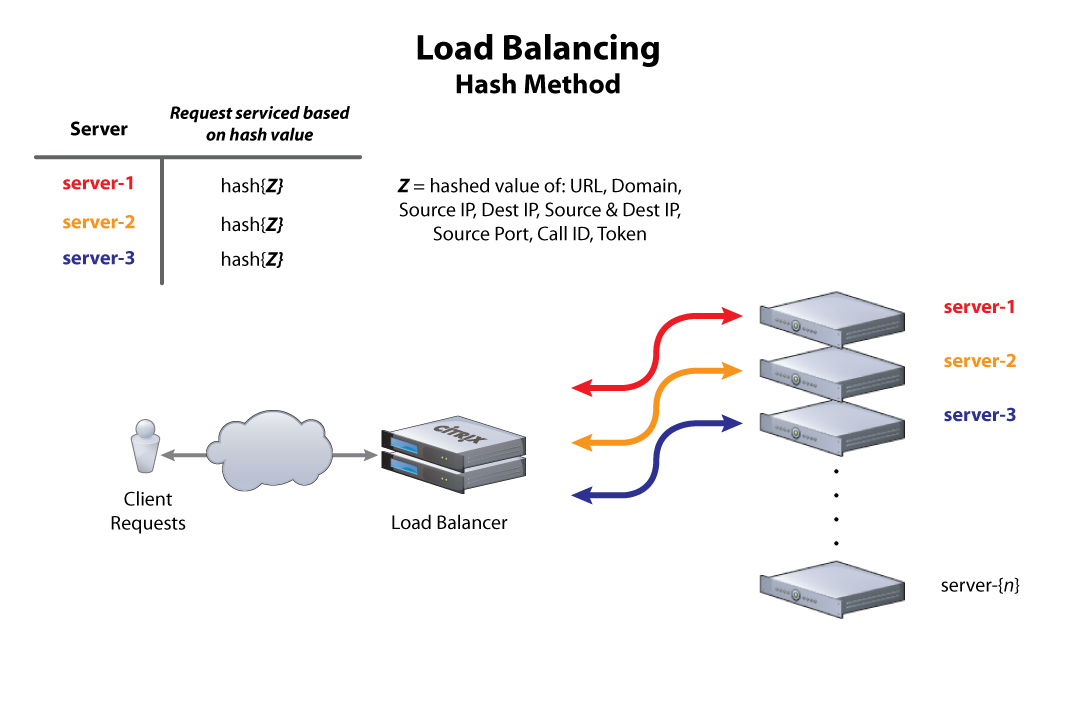 Load Balancing
Hash Method
Server
Request serviced based
on hash value
server-1
hash{Z}
server-2
hash{Z}
server-3
hash{Z}
Z = hashed value of: URL, Domain,
Source IP, Dest IP, Source & Dest IP,
Source Port, Call ID, Token
server-1
server-2
server-3
CITRIX
Client
Requests
Load Balancer
server-{n}